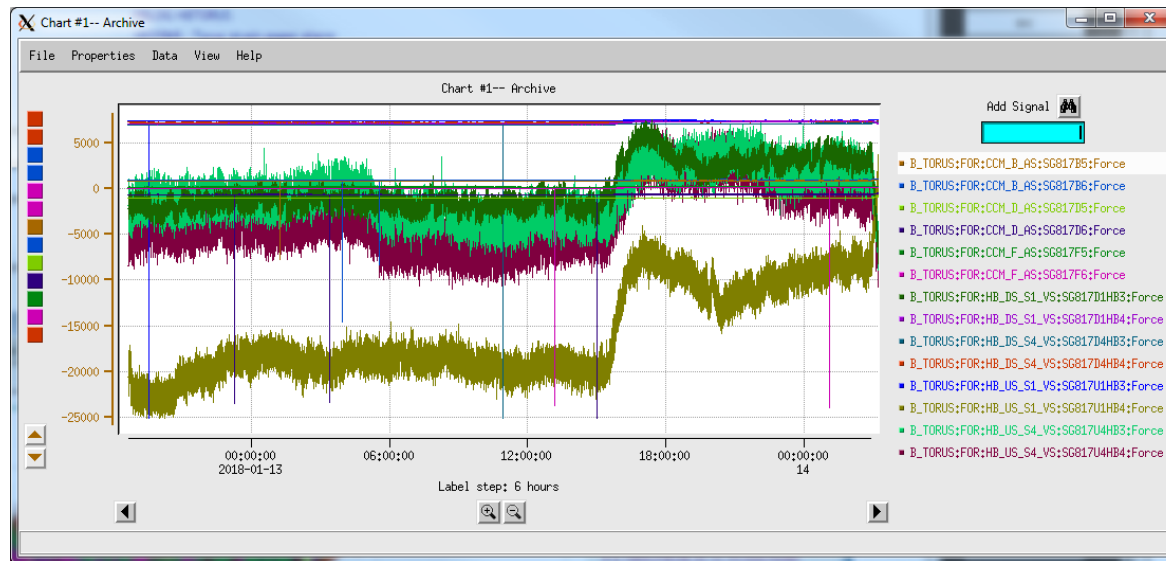 Chart #1-- Archive
File Properties Data View Help
Chart #1-- Archive
Add Signal
5000
0
-5000
-10000
-15000
-20000
-25000
00:00:00 06:00:00 12:00:00 18:00:00 00:00:00
2018-01-13 14
Label step: 6 hours
B_TORUS:FOR:CCM_B_AS:SG817B5:Force
B_TORUS:FOR:CCM_B_AS:SG817B6:Force
B_TORUS:FOR:CCM_D_AS:SG817D5:Force
B_TORUS:FOR:CCM_D_AS:SG817D6:Force
B_TORUS:FOR:CCM_F_AS:SG817F5:Force
B_TORUS:FOR:CCM_F_AS:SG817F6:Force
B_TORUS:FOR:HB_DS_S1_VS:SG817D1HB3:Force
B_TORUS:FOR:HB_DS_S1_VS:SG817D1HB4:Force
B_TORUS:FOR:HB_DS_S4_VS:SG817D4HB3:Force
B_TORUS:FOR:HB_DS_S4_VS:SG817D4HB4:Force
B_TORUS:FOR:HB_US_S1_VS:SG817U1HB3:Force
B_TORUS:FOR:HB_US_S1_VS:SG817U1HB4:Force
B_TORUS:FOR:HB_US_S4_VS:SG817U4HB3:Force
B_TORUS:FOR:HB_US_S4_VS:SG817U4HB4:Force